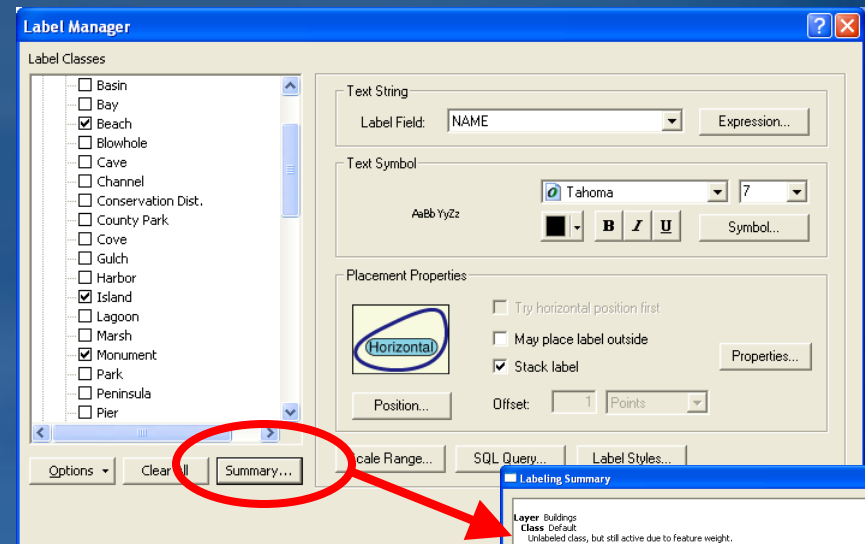 Label Manager
Label Classes
Basin
Bay
Beach
Blowhole
Cave
Channel
Conservation Dist.
County Park
Cove
Gulch
Harbor
Island
Lagoon
Marsh
Monument
Park
Peninsula
Pier
Options
Clear All
Summary...
Text String
Label Field: NAME Expression...
Text Symbol
AaBb YyZz
Tahoma 7
B I U Symbol...
Placement Properties
Horizontal
Try horizontal position first
May place label outside
Stack label
Properties...
Position... Offset: 1 Points
Scale Range... SQL Query... Label Styles...
Labeling Summary
Layer Buildings
Class Default
Unlabeled class, but still active due to feature weight.